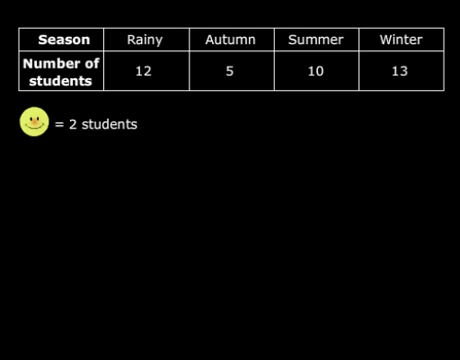 Season Rainy Autumn Summer Winter
Number of students 12 5 10 13
= 2 students